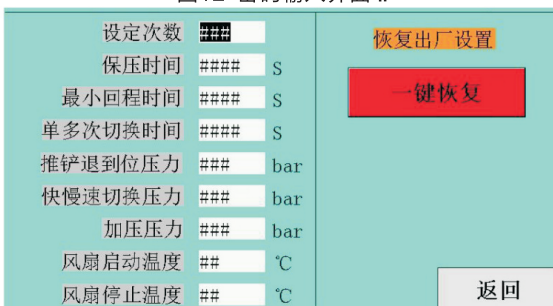 设定次数 ###
保压时间 #### S
最小回程时间 #### S
单多次切换时间 #### S
推铲退到位压力 ### bar
快慢速切换压力 ### bar
加压压力 ### bar
风扇启动温度 ## ℃
风扇停止温度 ## ℃
恢复出厂设置
一键恢复
返回